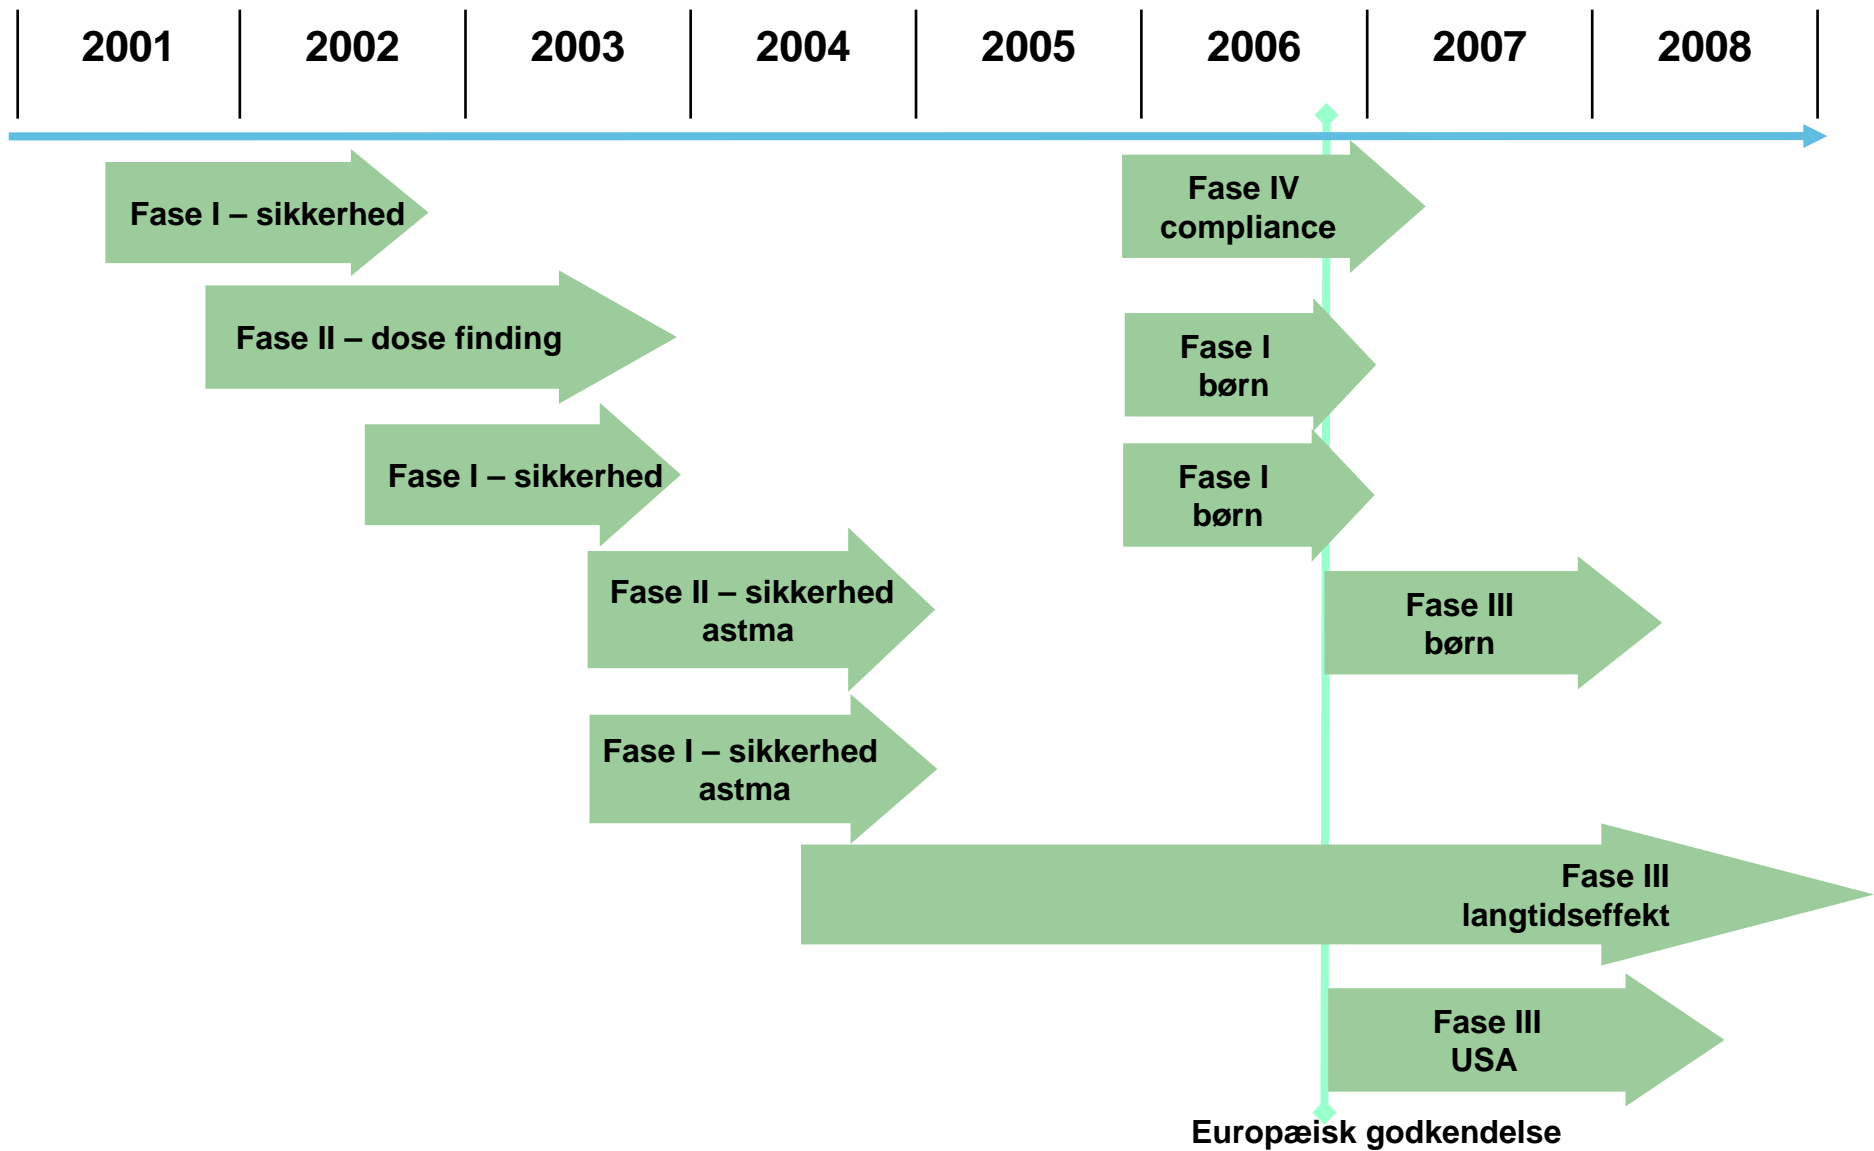 2001 2002 2003 2004 2005 2006 2007 2008
Fase I – sikkerhed
Fase II – dose finding
Fase I – sikkerhed
Fase II – sikkerhed
astma
Fase I – sikkerhed
astma
Fase IV
compliance
Fase I
børn
Fase I
børn
Fase III
børn
Fase III
langtidseffekt
Fase III
USA
Europæisk godkendelse